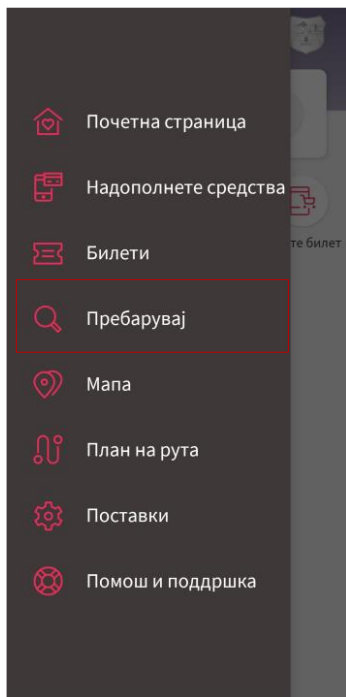 Почетна страница
Надополнете средства
Билети
те билет
Пребарувај
Мапа
План на рута
Поставки
Помош и поддршка